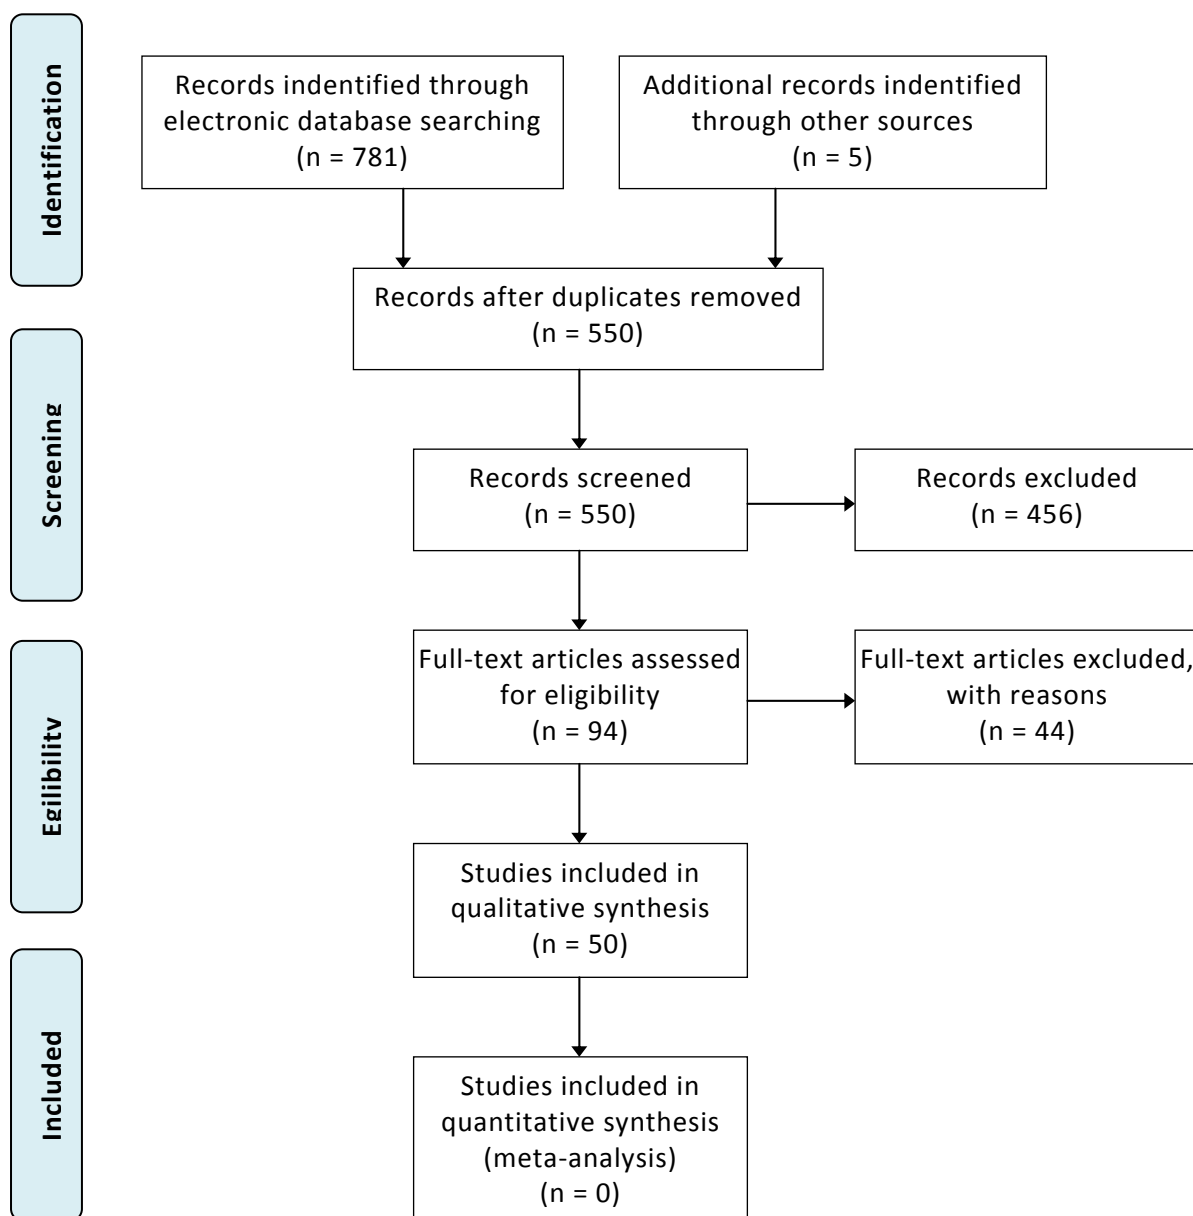 Identification
Records indentified through
electronic database searching
(n = 781)
Additional records indentified
through other sources
(n = 5)
Records after duplicates removed
(n = 550)
Screening
Records screened
(n = 550)
Records excluded
(n = 456)
Egilibility
Full-text articles assessed
for eligibility
(n = 94)
Full-text articles excluded,
with reasons
(n = 44)
Studies included in
qualitative synthesis
(n = 50)
Included
Studies included in
quantitative synthesis
(meta-analysis)
(n = 0)